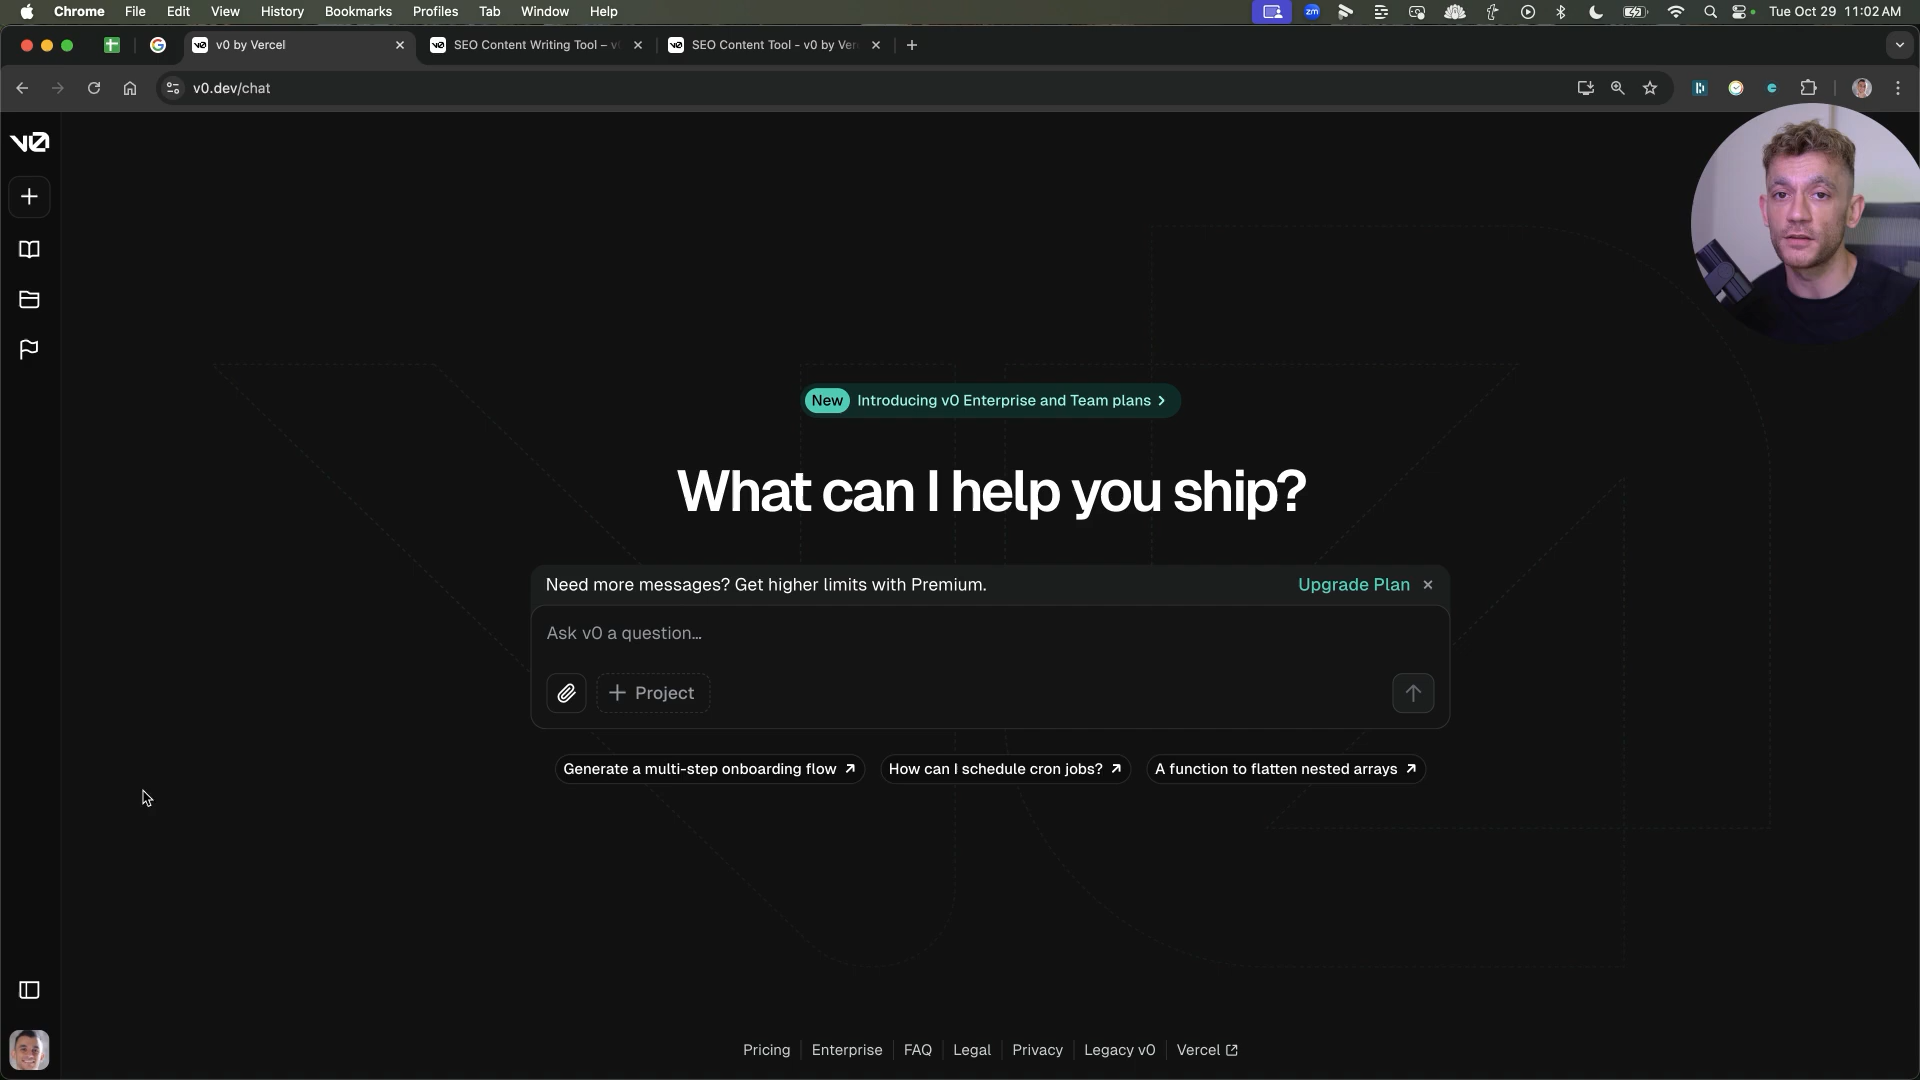 Chrome File Edit View History Bookmarks Profiles Tab Window Help zm Tue Oct 29 11:02 AM
v0 by Vercel SEO Content Writing Tool – v SEO Content Tool - v0 by Ver
v0.dev/chat
v0
New Introducing v0 Enterprise and Team plans
What can I help you ship?
Need more messages? Get higher limits with Premium. Upgrade Plan
Ask v0 a question...
Project
Generate a multi-step onboarding flow How can I schedule cron jobs? A function to flatten nested arrays
Pricing Enterprise FAQ Legal Privacy Legacy v0 Vercel